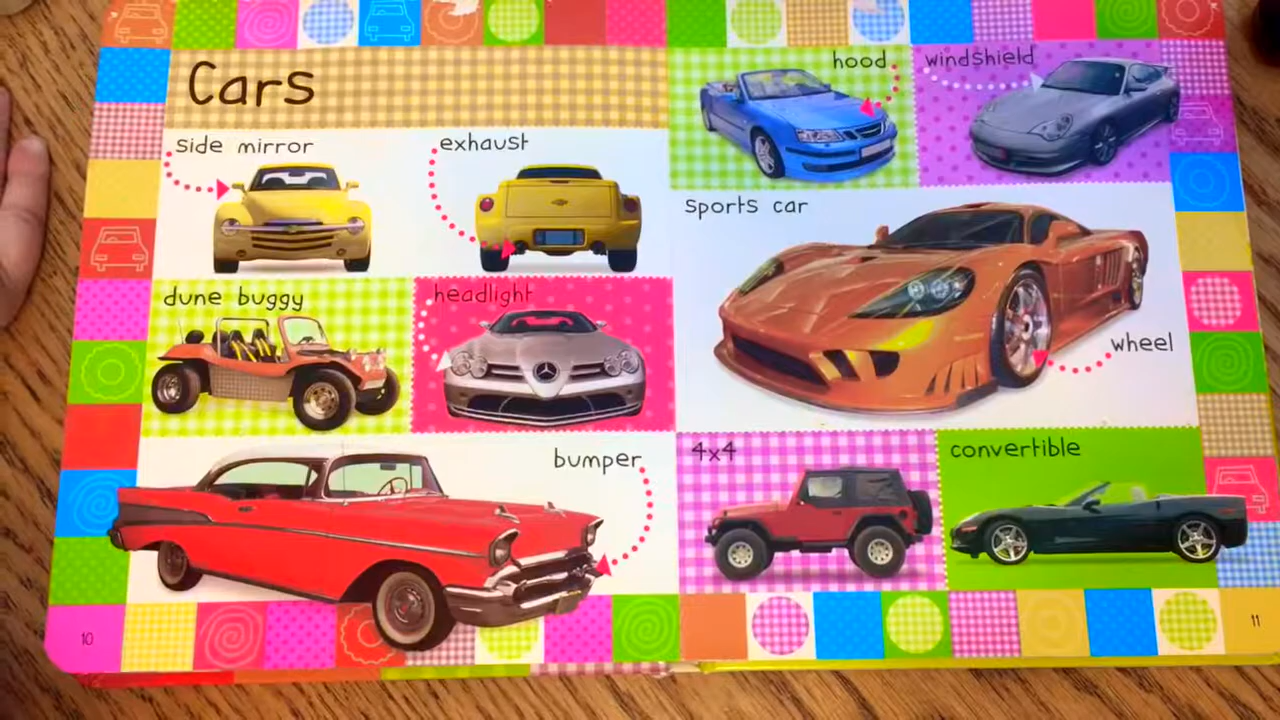 Cars
side mirror
exhaust
dune buggy
headlight
bumper
10
hood
windshield
sports car
wheel
4x4
convertible
11